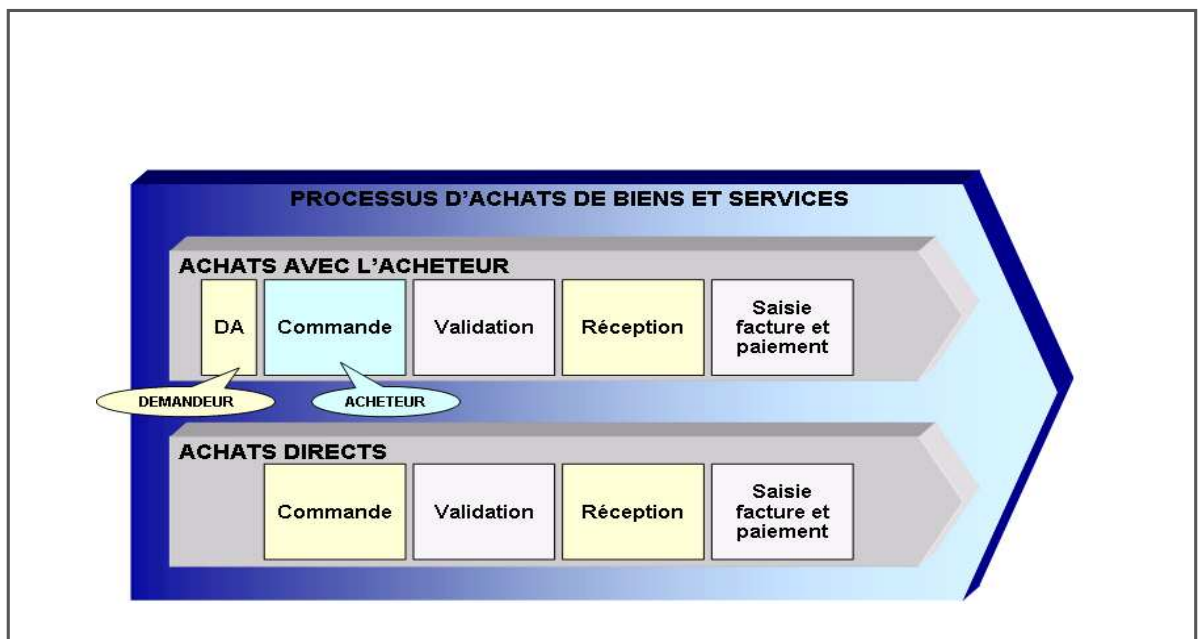 PROCESSUS D'ACHATS DE BIENS ET SERVICES
ACHATS AVEC L'ACHETEUR
DA
Commande
Validation
Réception
Saisie
facture et
paiement
DEMANDEUR
ACHETEUR
ACHATS DIRECTS
Commande
Validation
Réception
Saisie
facture et
paiement